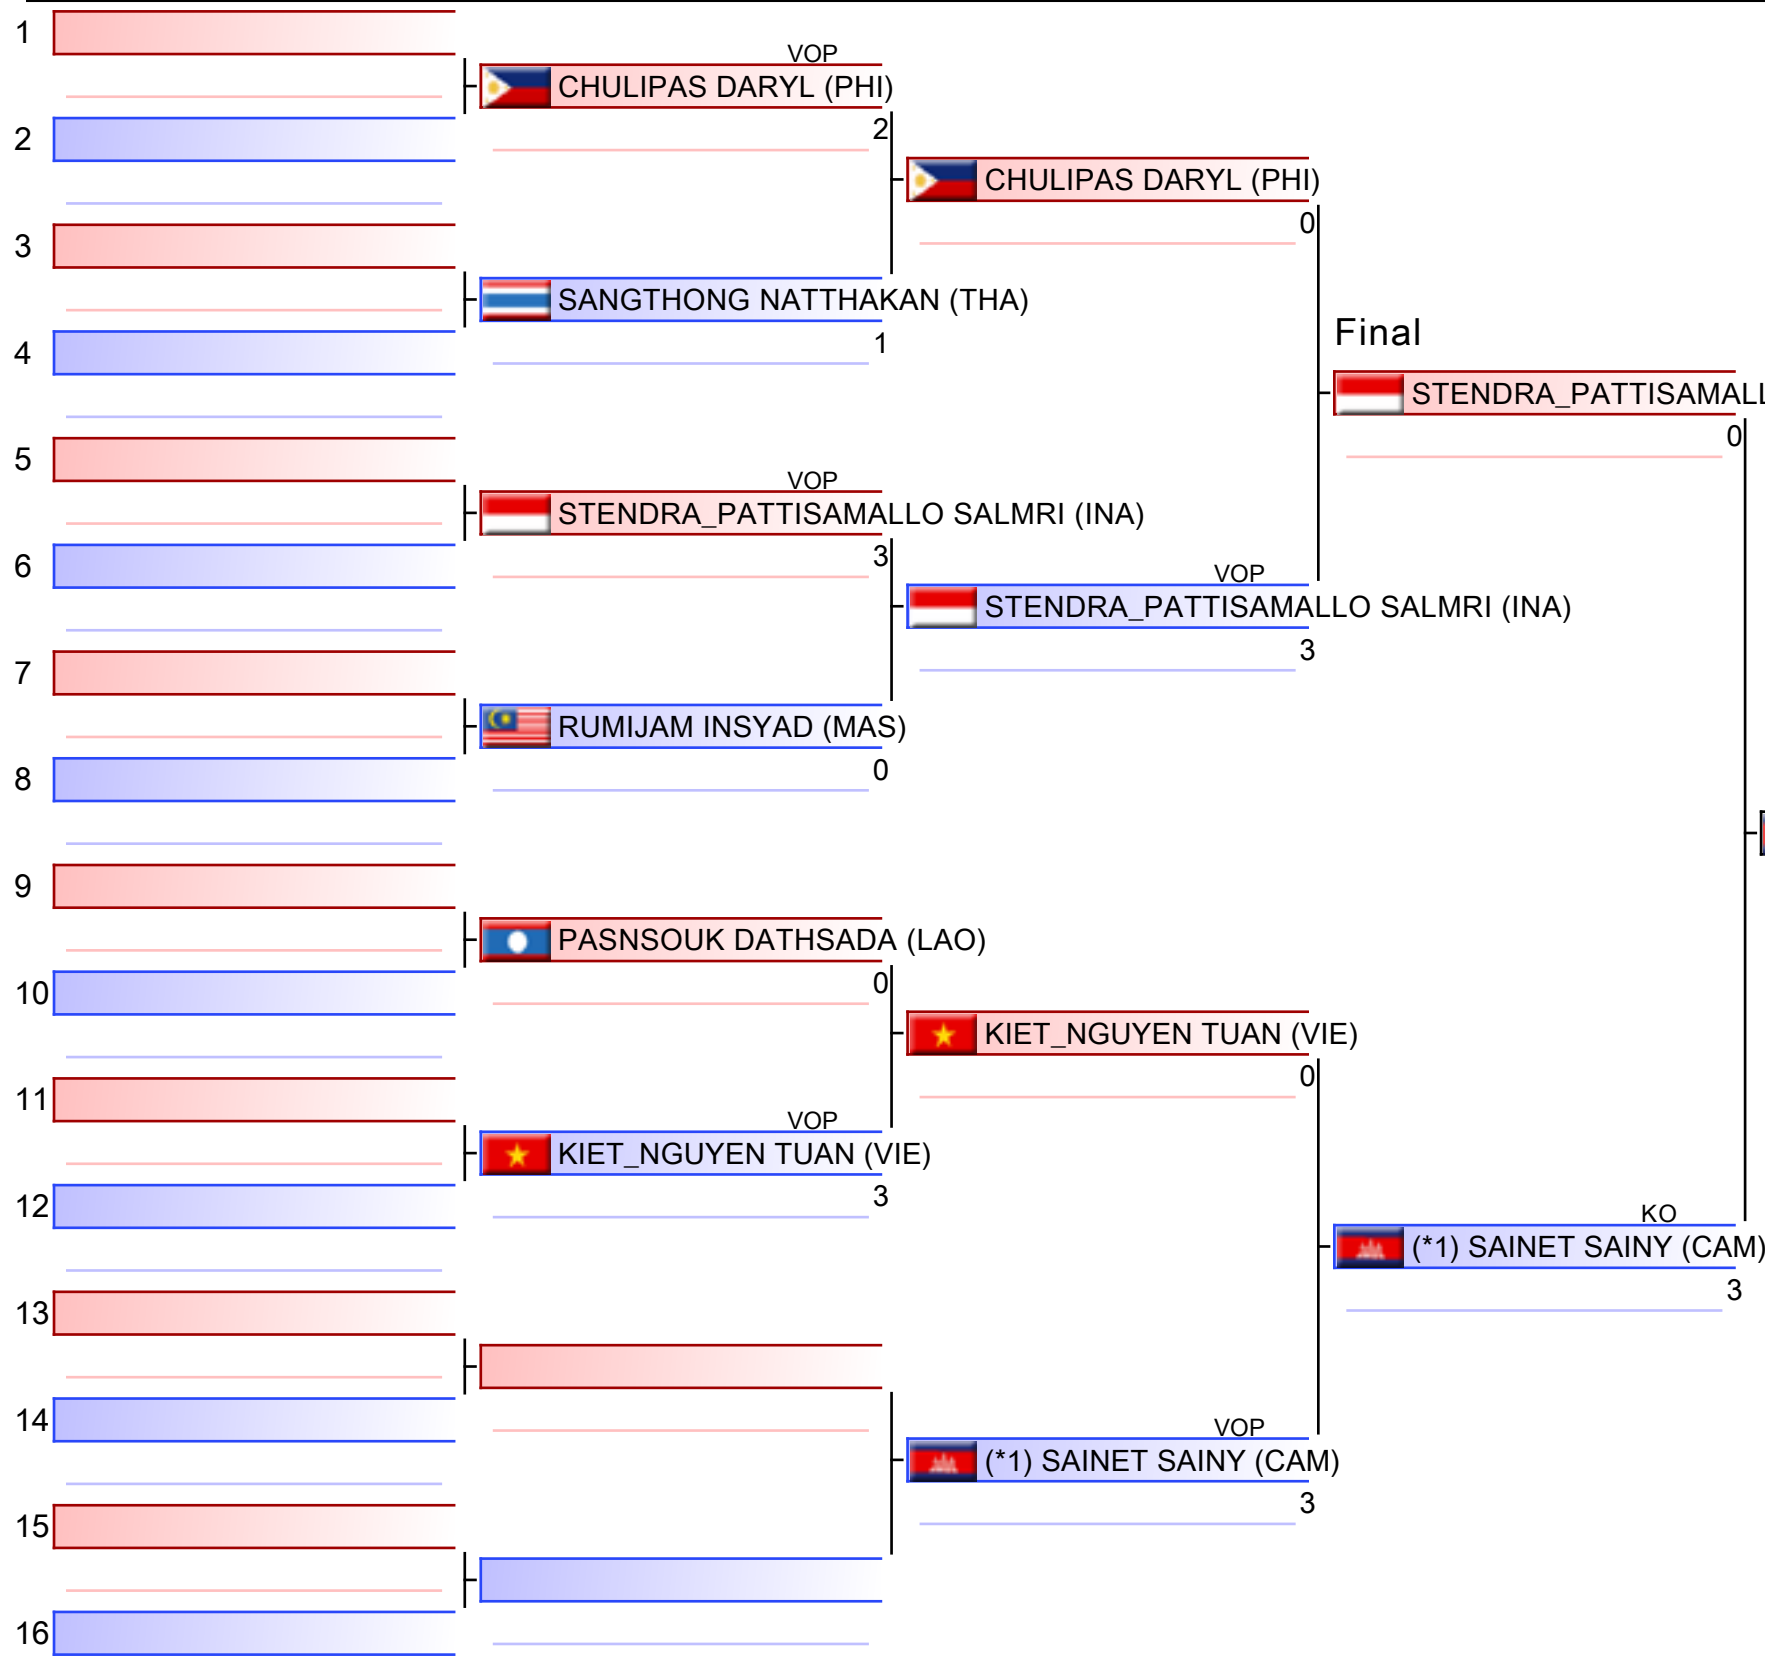 1
VOP
CHULIPAS DARYL (PHI)
2
2
CHULIPAS DARYL (PHI)
0
3
SANGTHONG NATTHAKAN (THA)
1
4
Final
STENDRA_PATTISAMALL
0
5
VOP
STENDRA_PATTISAMALLO SALMRI (INA)
3
6
VOP
STENDRA_PATTISAMALLO SALMRI (INA)
3
7
RUMIJAM INSYAD (MAS)
0
8
9
PASNSOUK DATHSADA (LAO)
0
10
KIET_NGUYEN TUAN (VIE)
0
11
VOP
KIET_NGUYEN TUAN (VIE)
3
12
KO
(*1) SAINET SAINY (CAM)
3
13
14
VOP
(*1) SAINET SAINY (CAM)
3
15
16